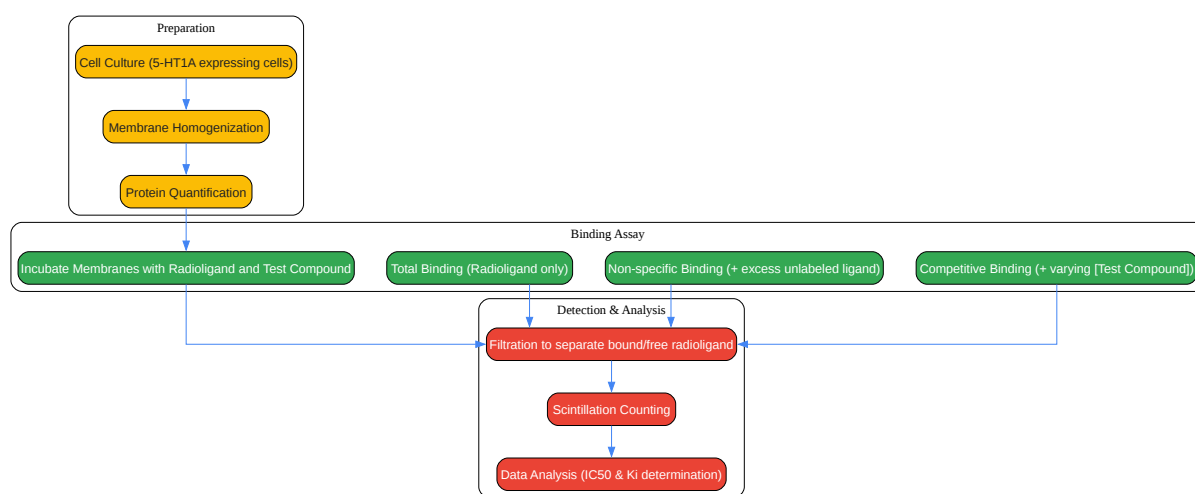 Preparation
Cell Culture (5-HT1A expressing cells)
Membrane Homogenization
Protein Quantification
Binding Assay
Incubate Membranes with Radioligand and Test Compound
Total Binding (Radioligand only)
Non-specific Binding (+ excess unlabeled ligand)
Competitive Binding (+ varying [Test Compound])
Detection & Analysis
Filtration to separate bound/free radioligand
Scintillation Counting
Data Analysis (IC50 & Ki determination)